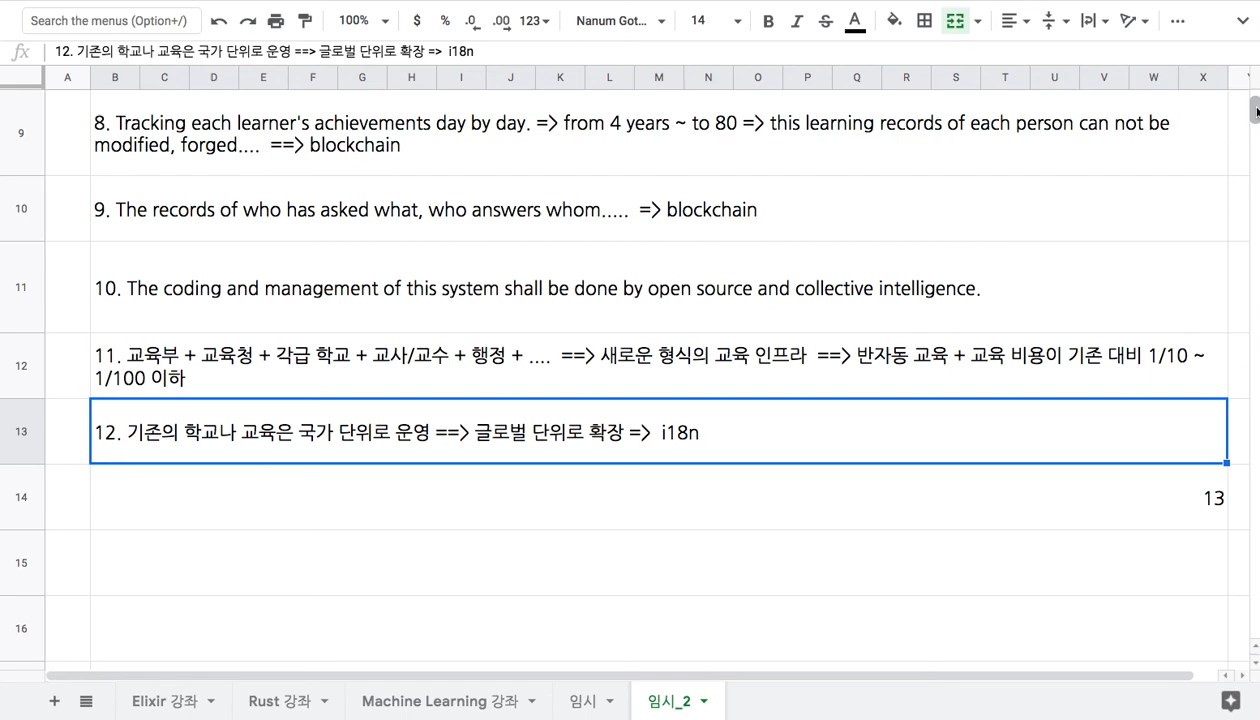 Search the menus (Option+/) 100% $ % .0 .00 123 Nanum Got... 14 B I S A
fx 12. 기존의 학교나 교육은 국가 단위로 운영 ==> 글로벌 단위로 확장 => i18n
A B C D E F G H I J K L M N O P Q R S T U V W X Y
9 8. Tracking each learner's achievements day by day. => from 4 years ~ to 80 => this learning records of each person can not be
modified, forged.... ==> blockchain
10 9. The records of who has asked what, who answers whom..... => blockchain
11 10. The coding and management of this system shall be done by open source and collective intelligence.
12 11. 교육부 + 교육청 + 각급 학교 + 교사/교수 + 행정 + .... ==> 새로운 형식의 교육 인프라 ==> 반자동 교육 + 교육 비용이 기존 대비 1/10 ~
1/100 이하
13 12. 기존의 학교나 교육은 국가 단위로 운영 ==> 글로벌 단위로 확장 => i18n
14 13
15
16
Elixir 강좌 Rust 강좌 Machine Learning 강좌 임시 임시_2